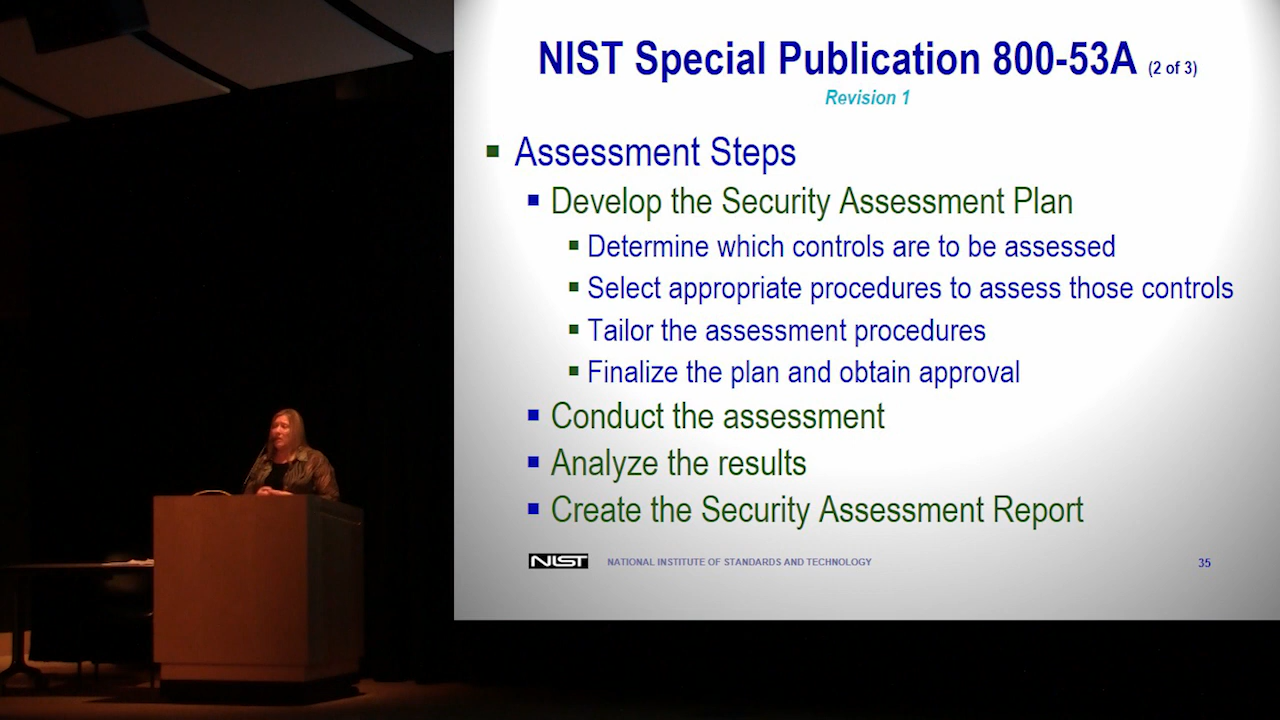 NIST Special Publication 800-53A (2 of 3)
Revision 1
Assessment Steps
Develop the Security Assessment Plan
Determine which controls are to be assessed
Select appropriate procedures to assess those controls
Tailor the assessment procedures
Finalize the plan and obtain approval
Conduct the assessment
Analyze the results
Create the Security Assessment Report
NIST NATIONAL INSTITUTE OF STANDARDS AND TECHNOLOGY 35